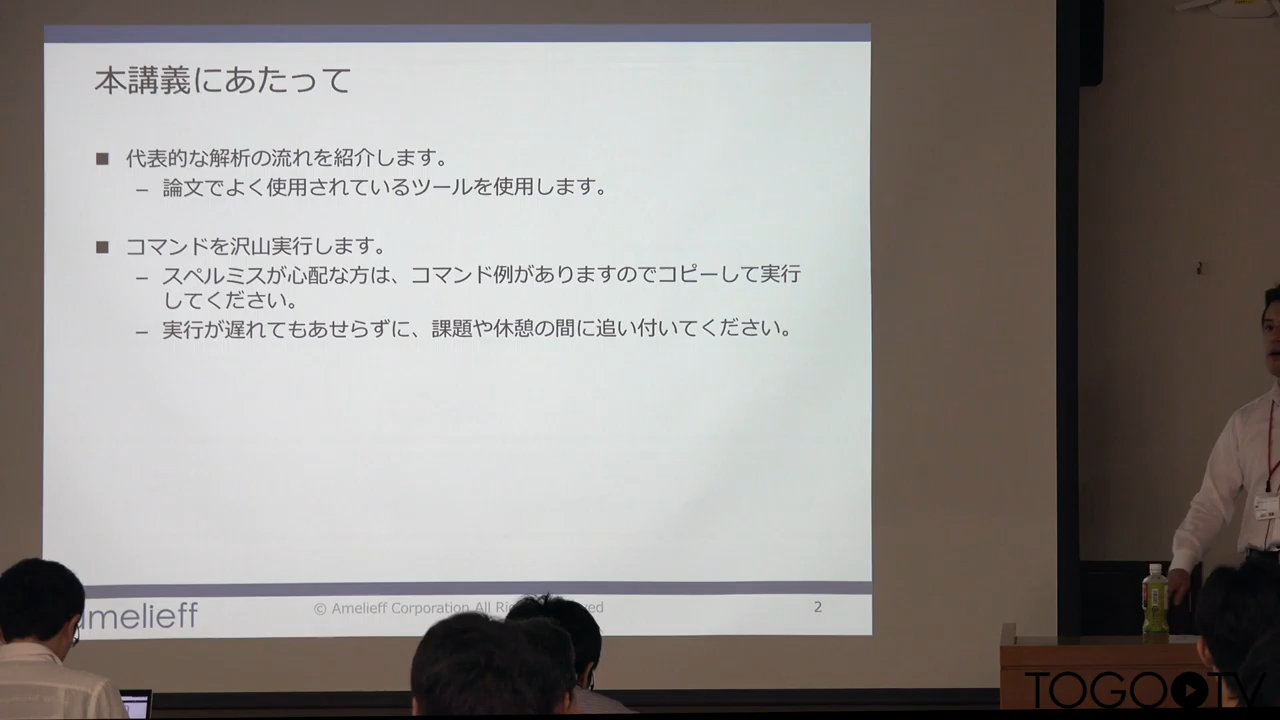 本講義にあたって
■ 代表的な解析の流れを紹介します。
– 論文でよく使用されているツールを使用します。
■ コマンドを沢山実行します。
– スペルミスが心配な方は、コマンド例がありますのでコピーして実行
してください。
– 実行が遅れてもあせらずに、課題や休憩の間に追い付いてください。
amelieff
© Amelieff Corporation All
2
TOGO TV